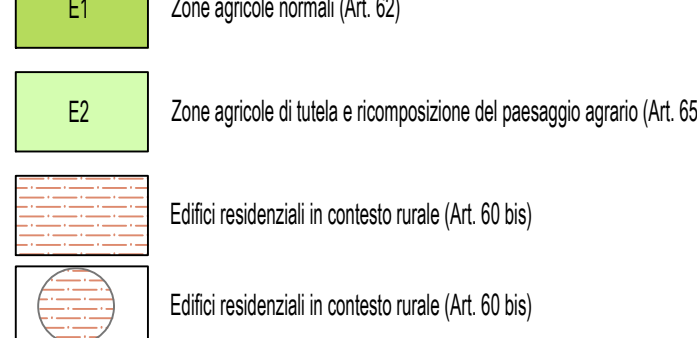 E1 Zone agricole normali (Art. 62)
E2 Zone agricole di tutela e ricomposizione del paesaggio agrario (Art. 65
Edifici residenziali in contesto rurale (Art. 60 bis)
Edifici residenziali in contesto rurale (Art. 60 bis)